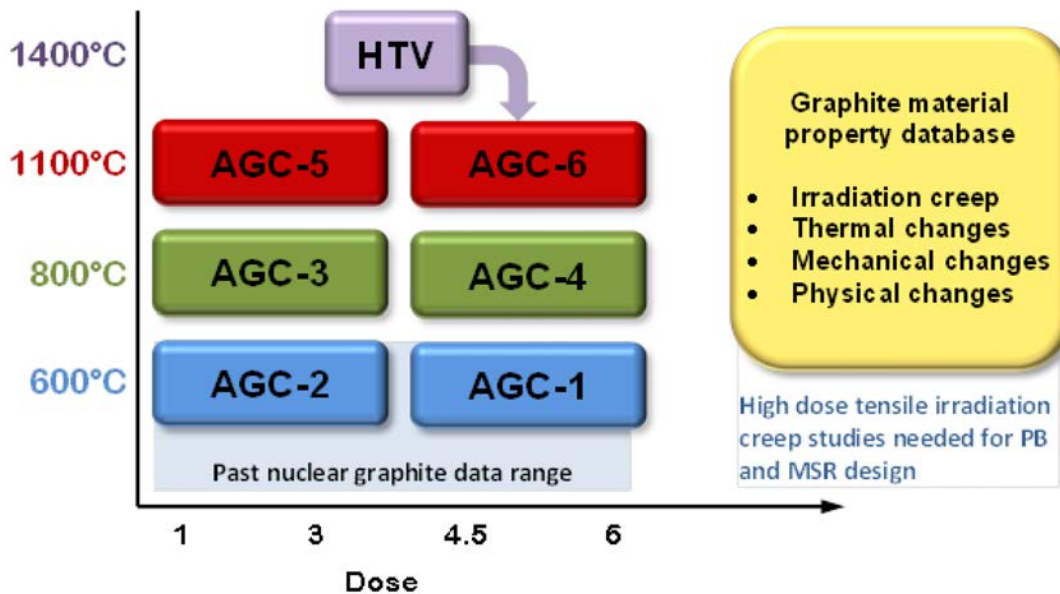 1400°C
HTV
1100°C
AGC-5
AGC-6
800°C
AGC-3
AGC-4
600°C
AGC-2
AGC-1
Past nuclear graphite data range
1
3
4.5
6
Dose
Graphite material
property database
• Irradiation creep
• Thermal changes
• Mechanical changes
• Physical changes
High dose tensile irradiation
creep studies needed for PB
and MSR design